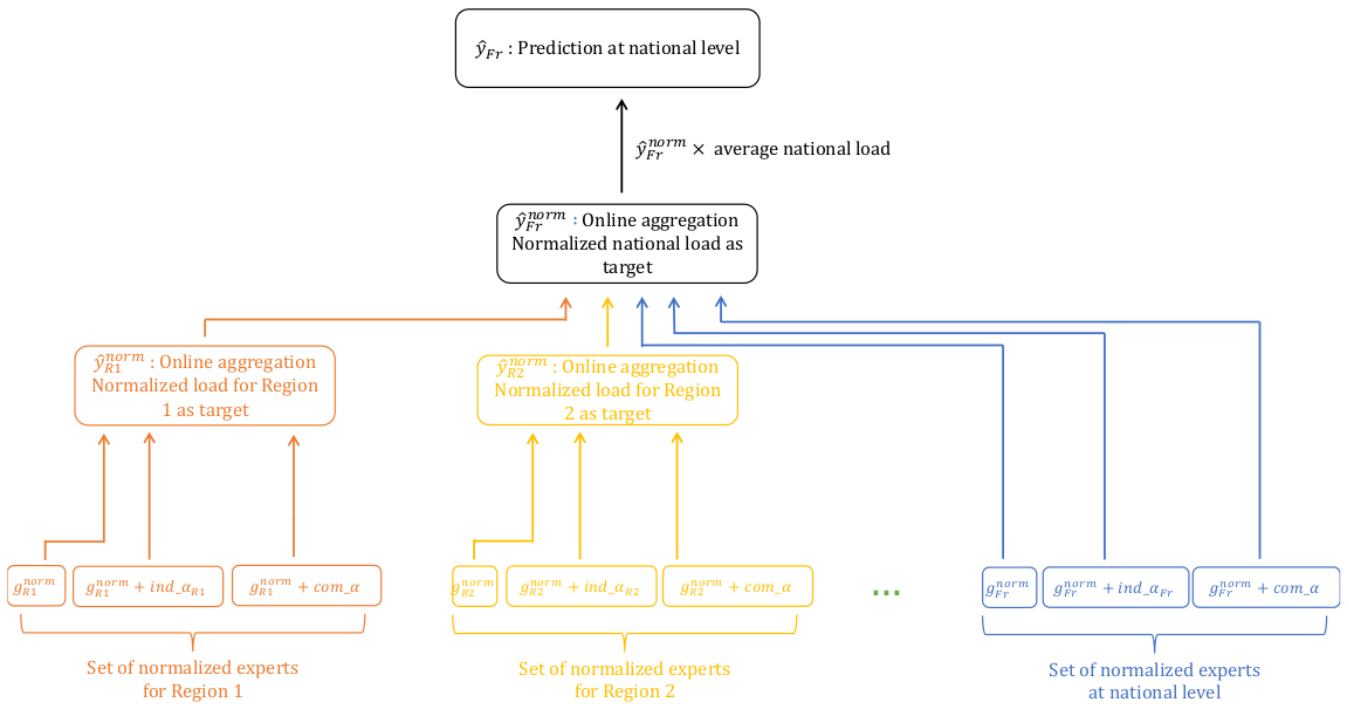 ŷ_Fr : Prediction at national level
ŷ_Fr^norm × average national load
ŷ_Fr^norm : Online aggregation
Normalized national load as
target
ŷ_R1^norm : Online aggregation
Normalized load for Region
1 as target
ŷ_R2^norm : Online aggregation
Normalized load for Region
2 as target
g_R1^norm
g_R1^norm + ind_α_R1
g_R1^norm + com_α
g_R2^norm
g_R2^norm + ind_α_R2
g_R2^norm + com_α
...
g_Fr^norm
g_Fr^norm + ind_α_Fr
g_Fr^norm + com_α
Set of normalized experts
for Region 1
Set of normalized experts
for Region 2
Set of normalized experts
at national level